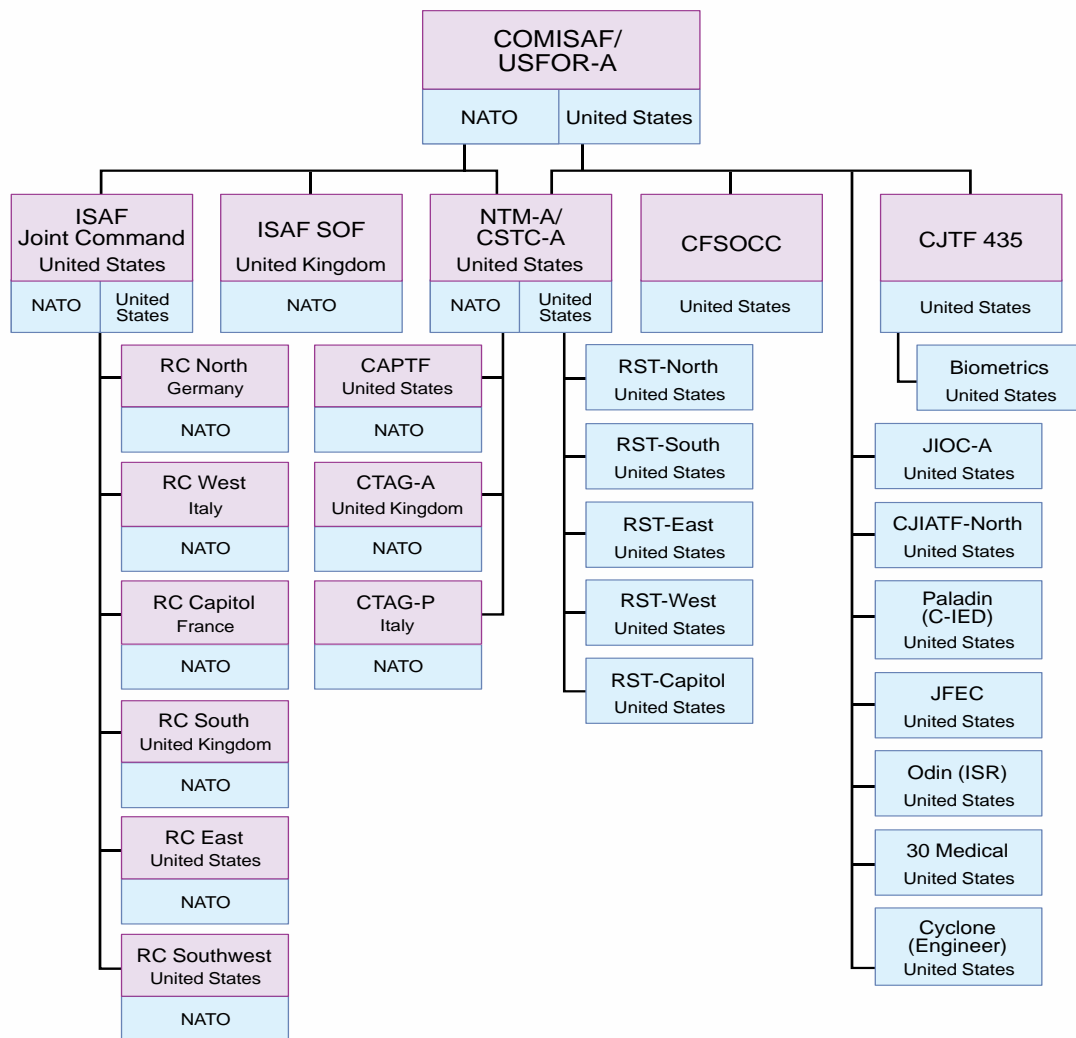 COMISAF/
USFOR-A
NATO
United States
ISAF
Joint Command
United States
NATO
United
States
ISAF SOF
United Kingdom
NATO
NTM-A/
CSTC-A
United States
NATO
United
States
CFSOCC
United States
CJTF 435
United States
RC North
Germany
NATO
RC West
Italy
NATO
RC Capitol
France
NATO
RC South
United Kingdom
NATO
RC East
United States
NATO
RC Southwest
United States
NATO
CAPTF
United States
NATO
CTAG-A
United Kingdom
NATO
CTAG-P
Italy
NATO
RST-North
United States
RST-South
United States
RST-East
United States
RST-West
United States
RST-Capitol
United States
Biometrics
United States
JIOC-A
United States
CJIATF-North
United States
Paladin
(C-IED)
United States
JFEC
United States
Odin (ISR)
United States
30 Medical
United States
Cyclone
(Engineer)
United States